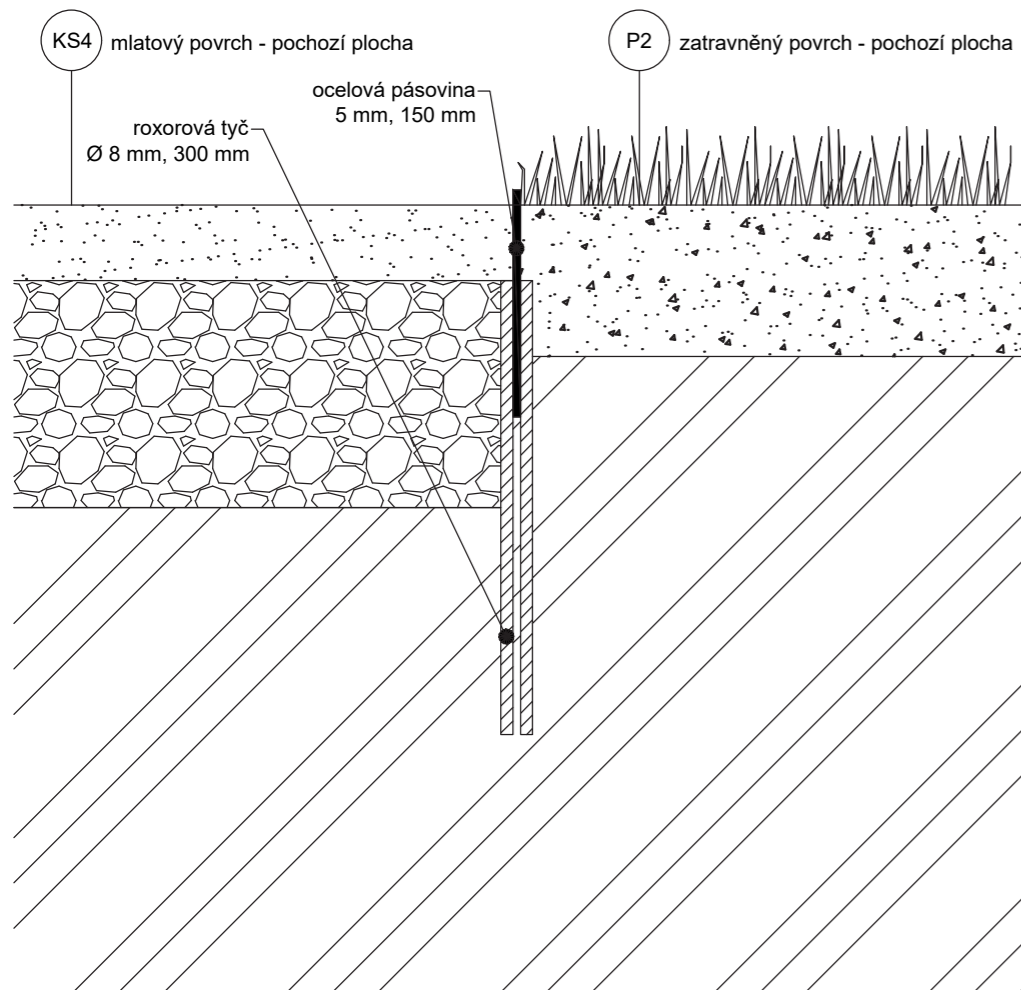 KS4 mlatový povrch - pochozí plocha
P2 zatravněný povrch - pochozí plocha
ocelová pásovina
5 mm, 150 mm
roxorová tyč
Ø 8 mm, 300 mm